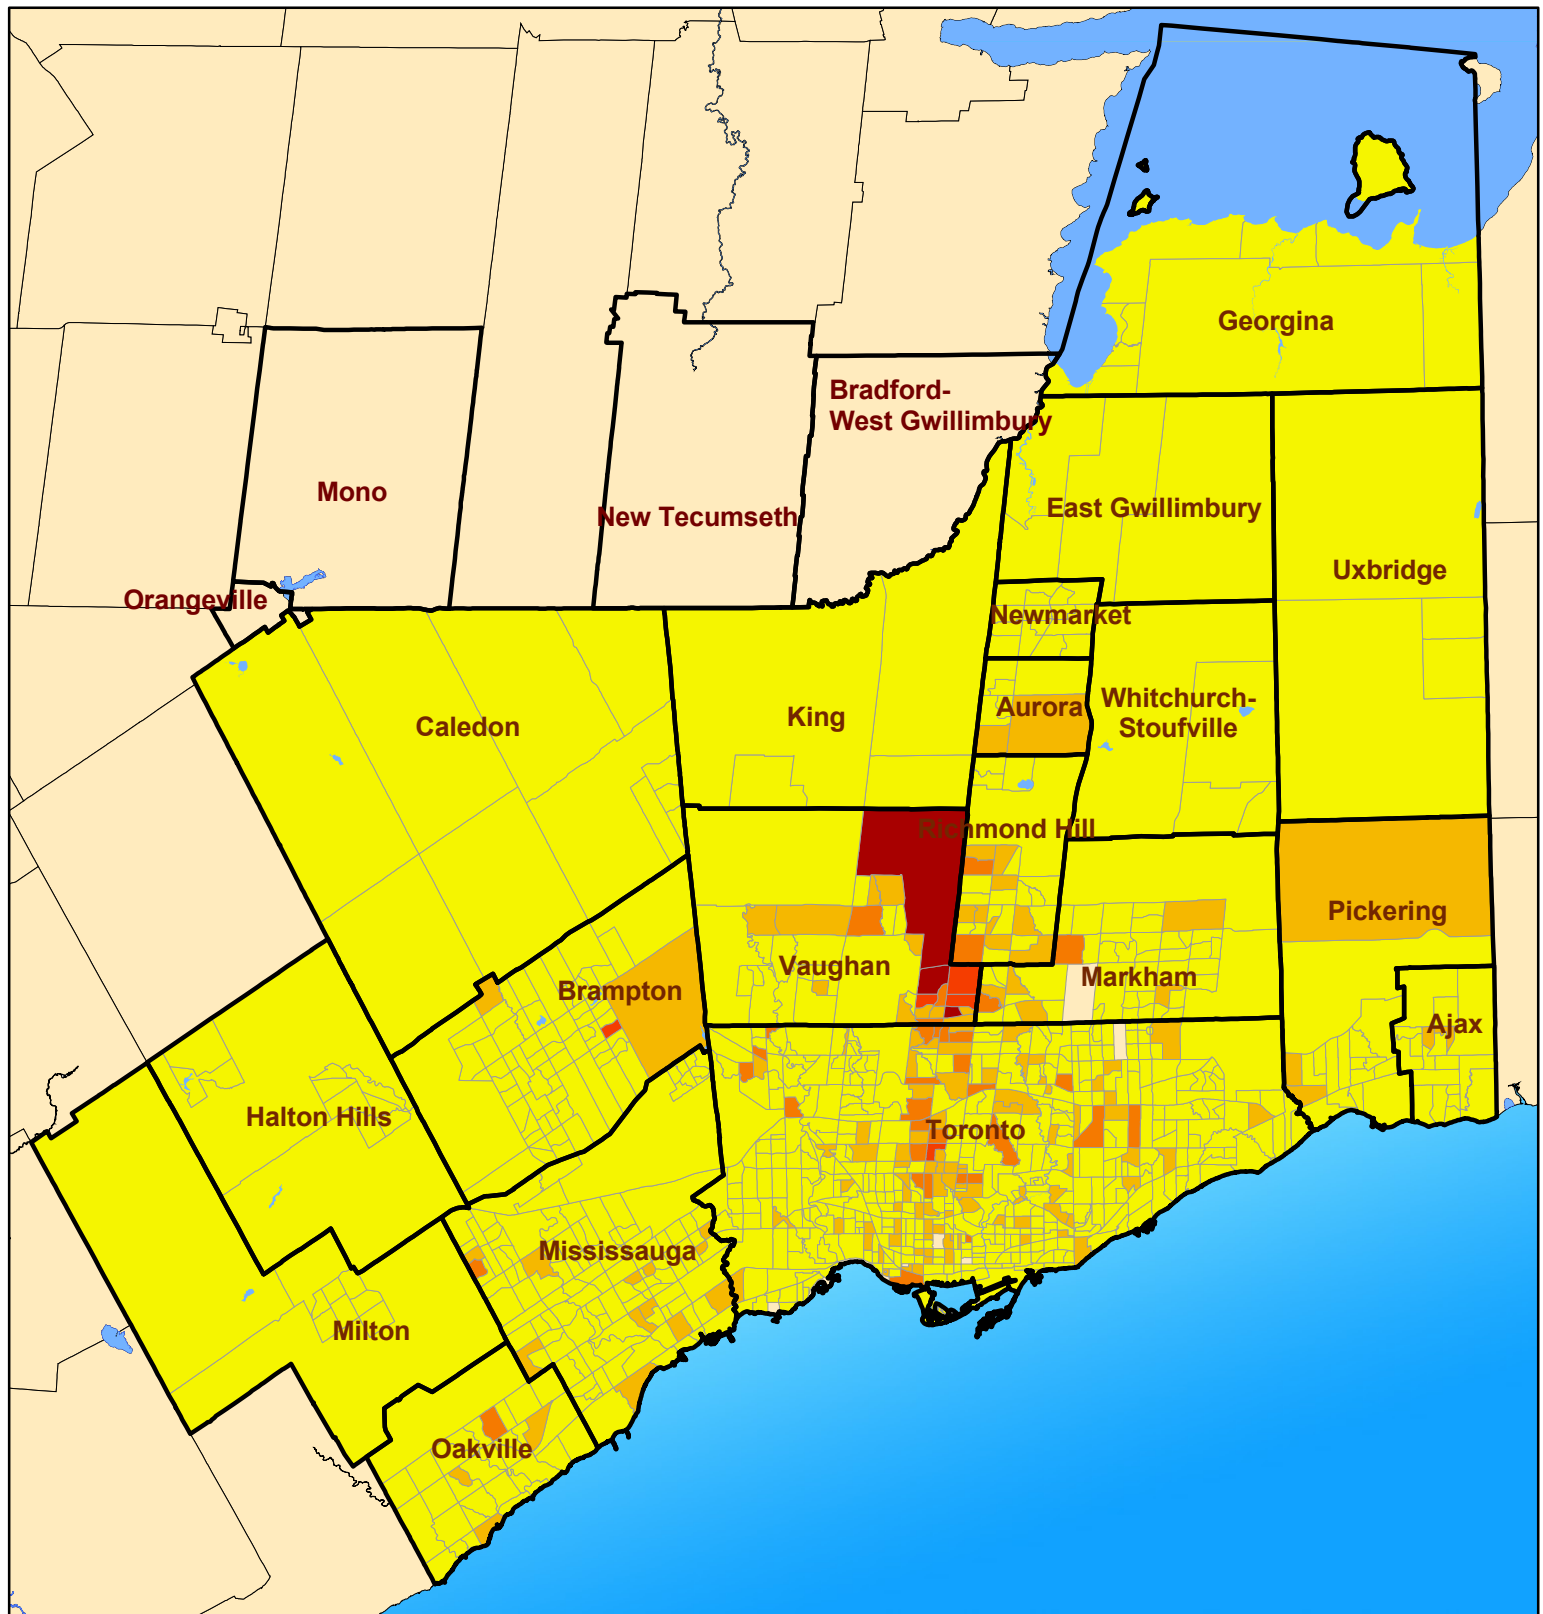 Georgina
Bradford-
West Gwillimbury
Mono
East Gwillimbury
New Tecumseth
Uxbridge
Orangeville
Newmarket
Whitchurch-
Stoufville
Aurora
King
Caledon
Richmond Hill
Pickering
Vaughan
Markham
Brampton
Ajax
Halton Hills
Toronto
Mississauga
Milton
Oakville